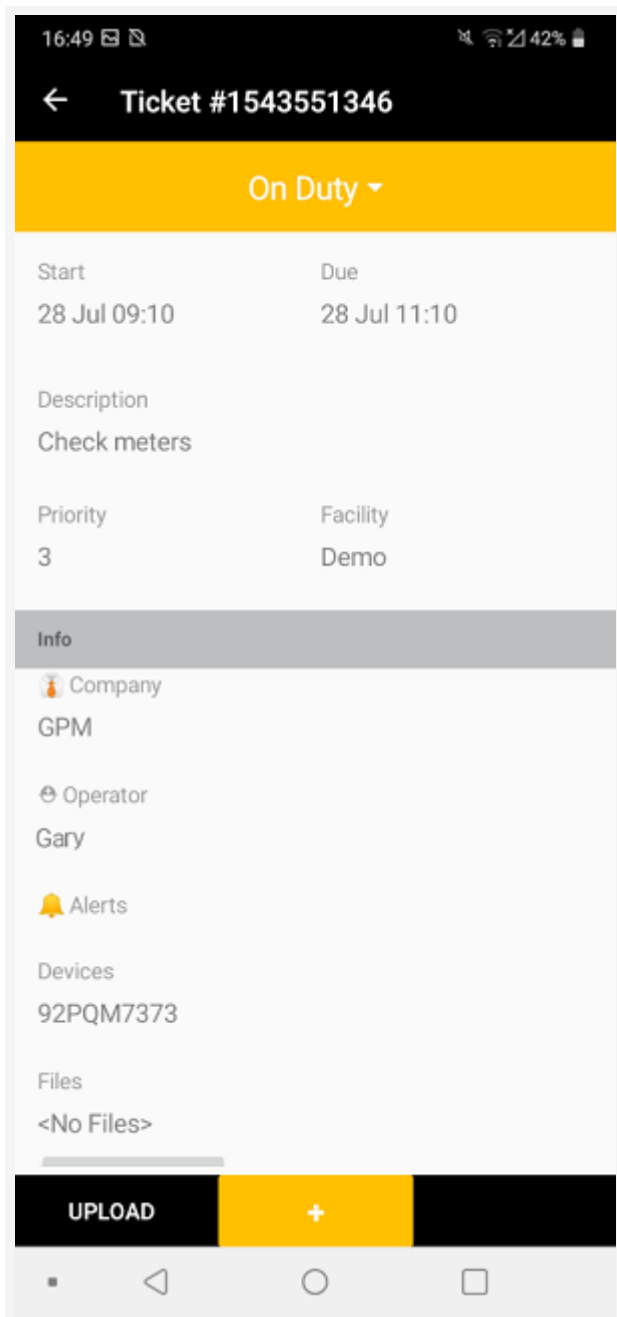 16:49 42%
Ticket #1543551346
On Duty
Start Due
28 Jul 09:10 28 Jul 11:10
Description
Check meters
Priority Facility
3 Demo
Info
Company
GPM
Operator
Gary
Alerts
Devices
92PQM7373
Files
<No Files>
UPLOAD +